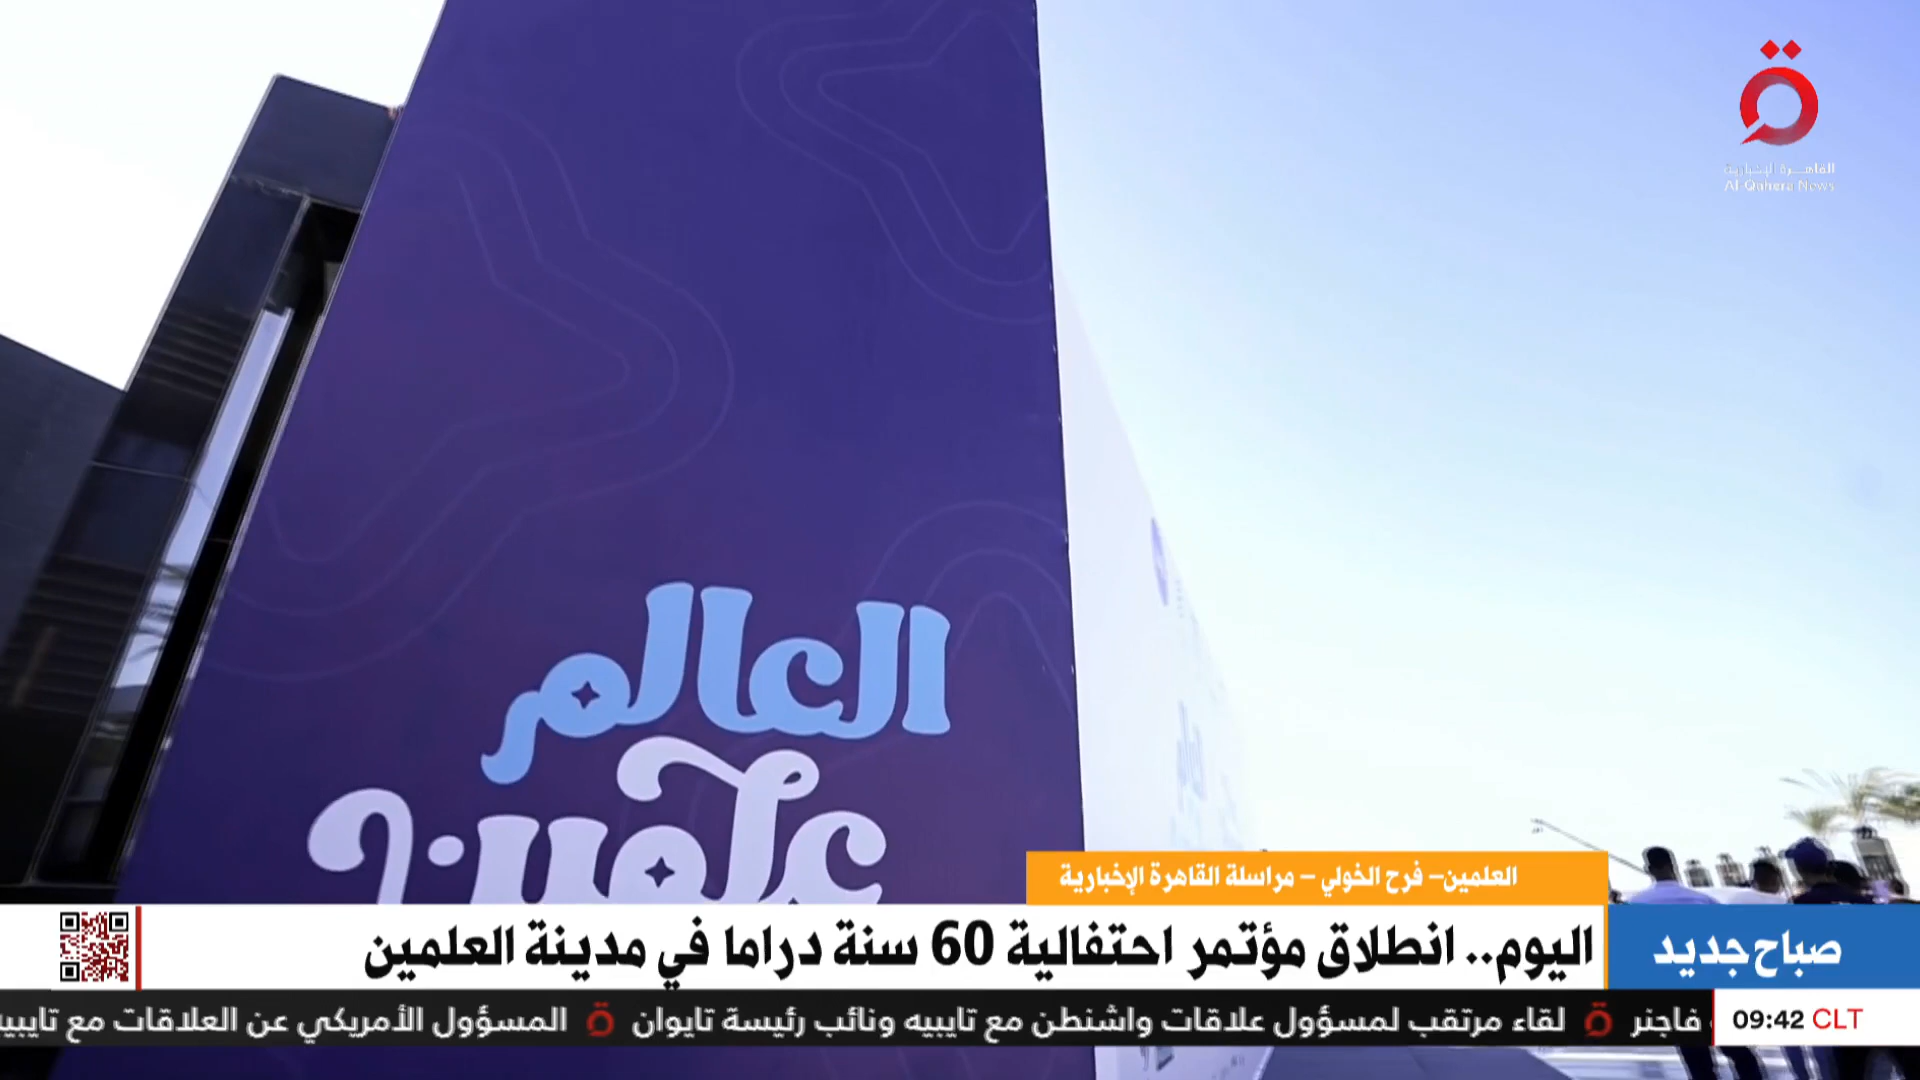 القاهرة الإخبارية
Al-Qahera News
العالم
علمين
العلمين– فرح الخولي – مراسلة القاهرة الإخبارية
صباح جديد
اليوم.. انطلاق مؤتمر احتفالية 60 سنة دراما في مدينة العلمين
09:42 CLT
فاجنر
لقاء مرتقب لمسؤول علاقات واشنطن مع تايبيه ونائب رئيسة تايوان
المسؤول الأمريكي عن العلاقات مع